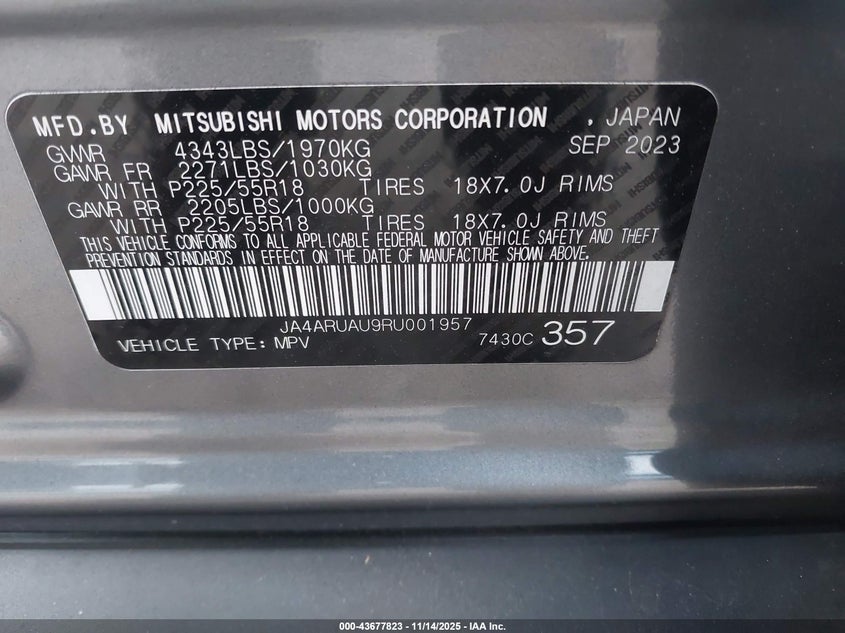 MFD.BY MITSUBISHI MOTORS CORPORATION , JAPAN
GVWR 4343LBS/1970KG SEP 2023
GAWR FR 2271LBS/1030KG
WITH P225/55R18 TIRES 18X7.0J RIMS
GAWR RR 2205LBS/1000KG
WITH P225/55R18 TIRES 18X7.0J RIMS
THIS VEHICLE CONFORMS TO ALL APPLICABLE FEDERAL MOTOR VEHICLE SAFETY AND THEFT
PREVENTION STANDARDS IN EFFECT ON THE DATE OF MANUFACTURE SHOWN ABOVE.
JA4ARUAU9RU001957
VEHICLE TYPE: MPV 7430C 357
000-43677823 - 11/14/2025 - IAA Inc.